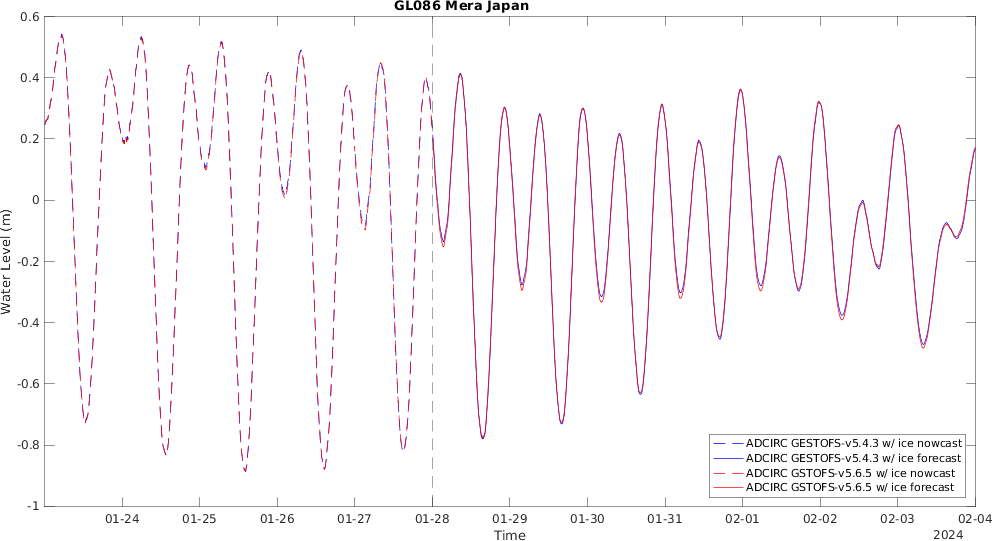 GL086 Mera Japan
Water Level (m)
0.6
0.4
0.2
0
-0.2
-0.4
-0.6
-0.8
-1
ADCIRC GESTOFS-v5.4.3 w/ ice nowcast
ADCIRC GESTOFS-v5.4.3 w/ ice forecast
ADCIRC GSTOFS-v5.6.5 w/ ice nowcast
ADCIRC GSTOFS-v5.6.5 w/ ice forecast
01-24 01-25 01-26 01-27 01-28 01-29 01-30 01-31 02-01 02-02 02-03 02-04
Time
2024